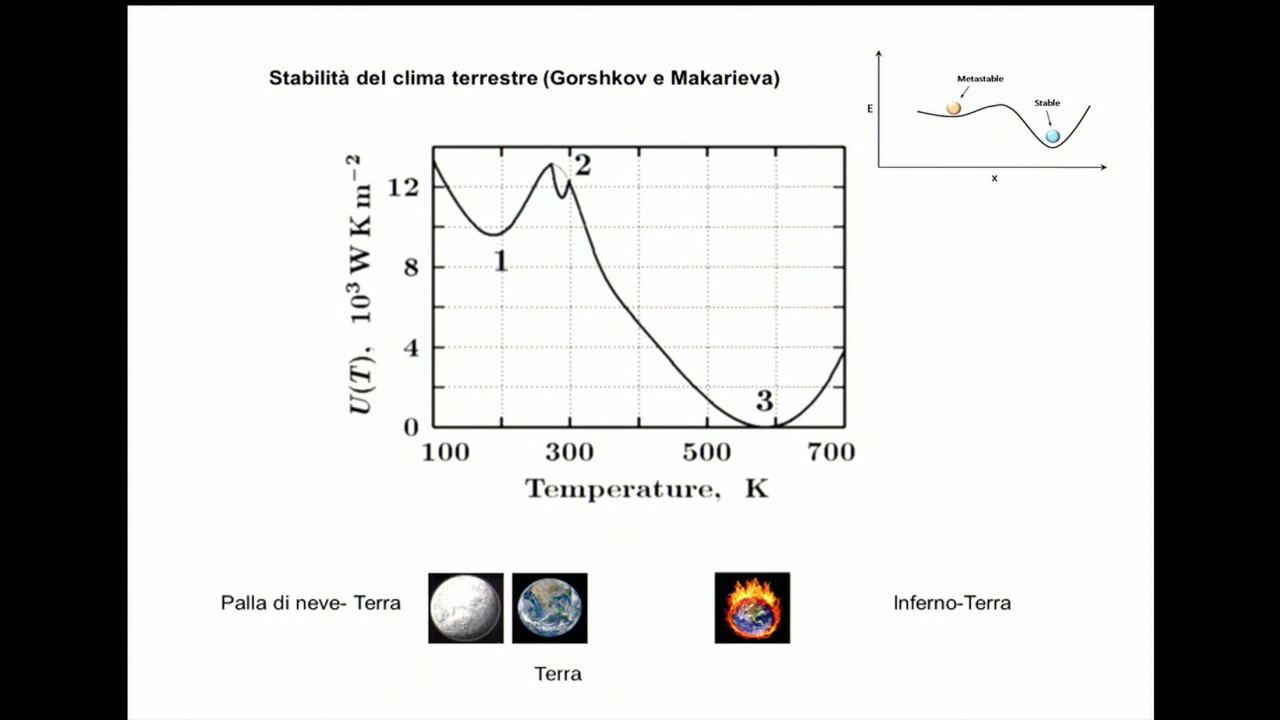 Stabilità del clima terrestre (Gorshkov e Makarieva)
Metastable
Stable
E
x
U(T), 10³ W K m⁻²
12
8
4
0
1
2
3
100 300 500 700
Temperature, K
Palla di neve- Terra
Inferno-Terra
Terra